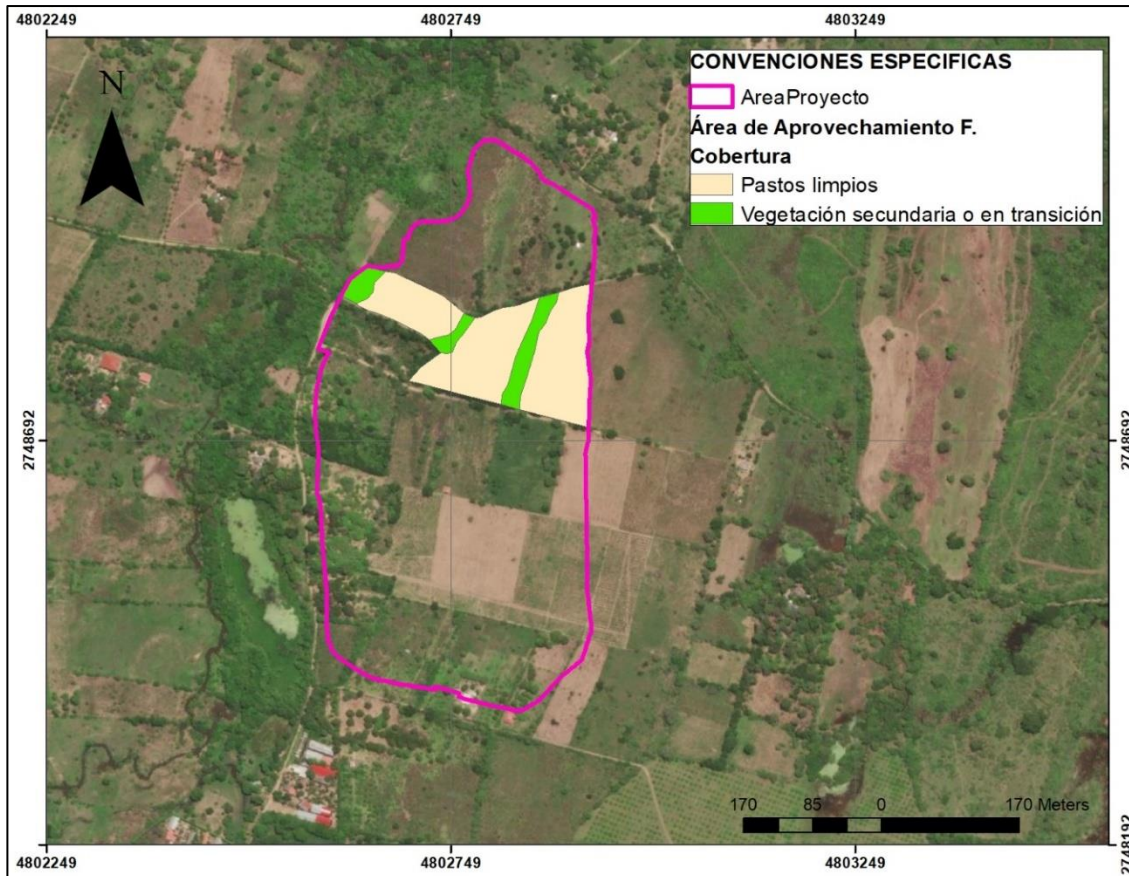 4802249
4802749
4803249
N
CONVENCIONES ESPECIFICAS
AreaProyecto
Área de Aprovechamiento F.
Cobertura
Pastos limpios
Vegetación secundaria o en transición
2748692
2748692
170 85 0 170 Meters
2748192
4802249
4802749
4803249